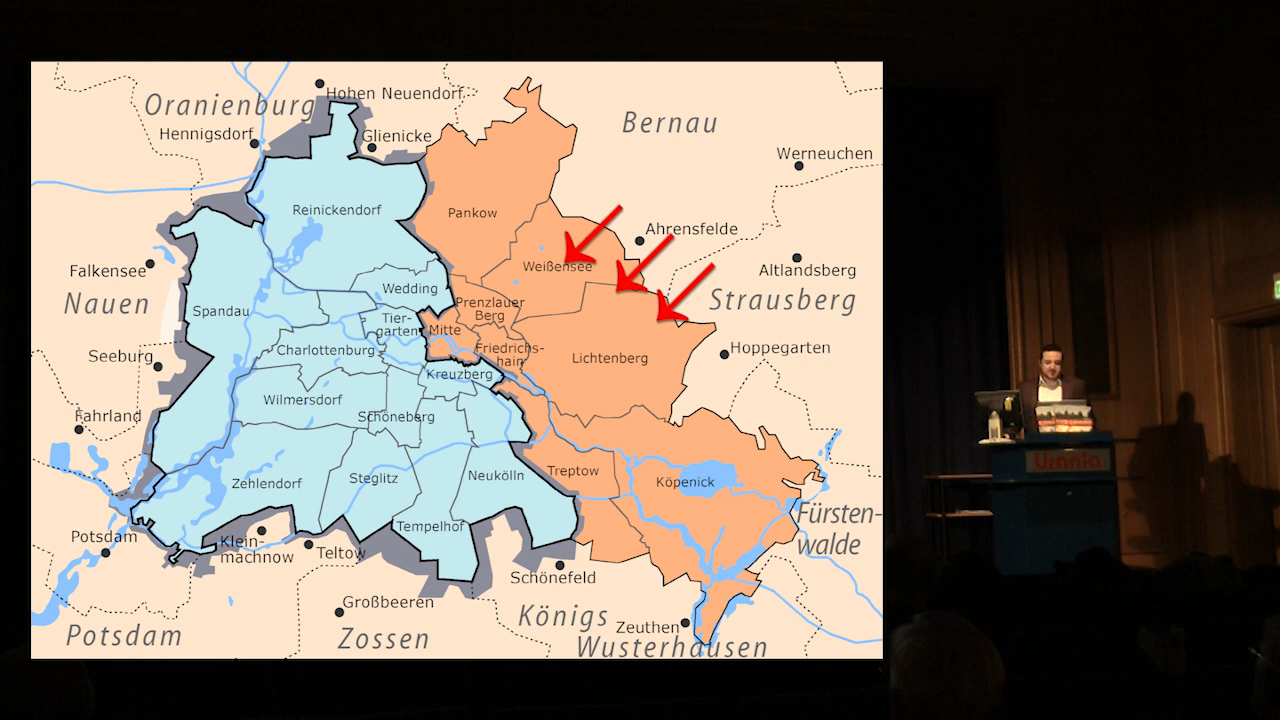 Oranienburg
Hohen Neuendorf
Hennigsdorf
Glienicke
Bernau
Werneuchen
Reinickendorf
Pankow
Ahrensfelde
Falkensee
Weißensee
Altlandsberg
Nauen
Wedding
Strausberg
Spandau
Prenzlauer
Berg
Tier-
garten
Mitte
Seeburg
Charlottenburg
Friedrichs-
hain
Lichtenberg
Hoppegarten
Kreuzberg
Wilmersdorf
Fahrland
Schöneberg
Urania
Zehlendorf
Steglitz
Neukölln
Treptow
Köpenick
Tempelhof
Fürsten-
walde
Potsdam
Klein-
machnow
Teltow
Schönefeld
Großbeeren
Königs
Wusterhausen
Zeuthen
Potsdam
Zossen